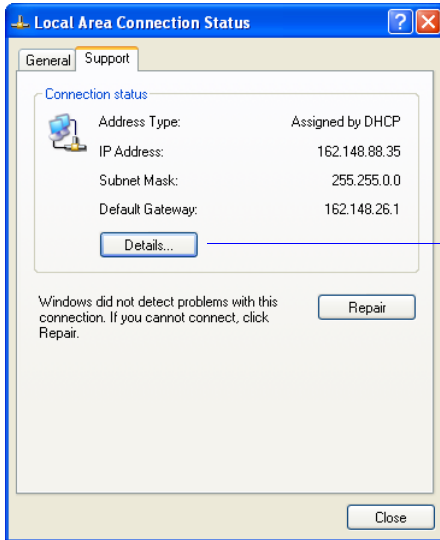 Local Area Connection Status
General Support
Connection status
Address Type: Assigned by DHCP
IP Address: 162.148.88.35
Subnet Mask: 255.255.0.0
Default Gateway: 162.148.26.1
Details...
Windows did not detect problems with this
connection. If you cannot connect, click
Repair.
Repair
Close